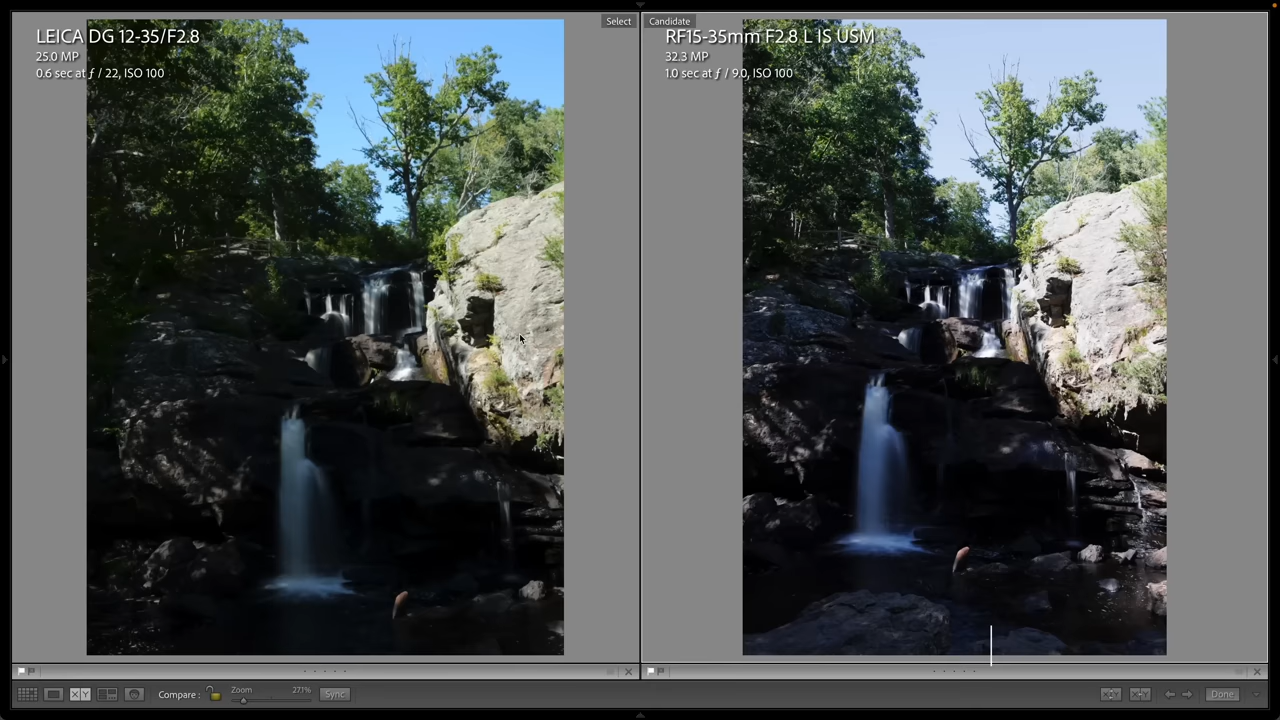 Select
Candidate
LEICA DG 12-35/F2.8
25.0 MP
0.6 sec at ƒ / 22, ISO 100
RF15-35mm F2.8 L IS USM
32.3 MP
1.0 sec at ƒ / 9.0, ISO 100
X Y
Compare :
Zoom
27.1%
Sync
Done